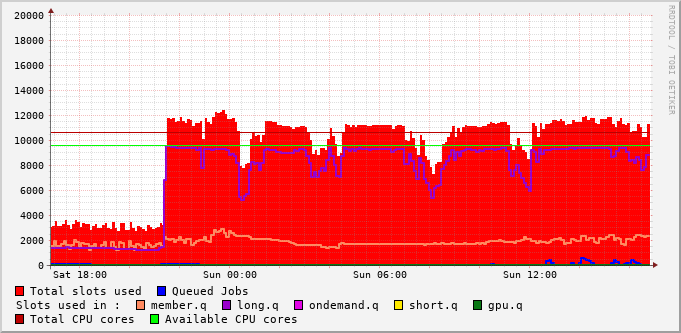 20000
18000
16000
14000
12000
10000
8000
6000
4000
2000
0
Sat 18:00 Sun 00:00 Sun 06:00 Sun 12:00
RRDTOOL / TOBI OETIKER
Total slots used Queued Jobs
Slots used in : member.q long.q ondemand.q short.q gpu.q
Total CPU cores Available CPU cores